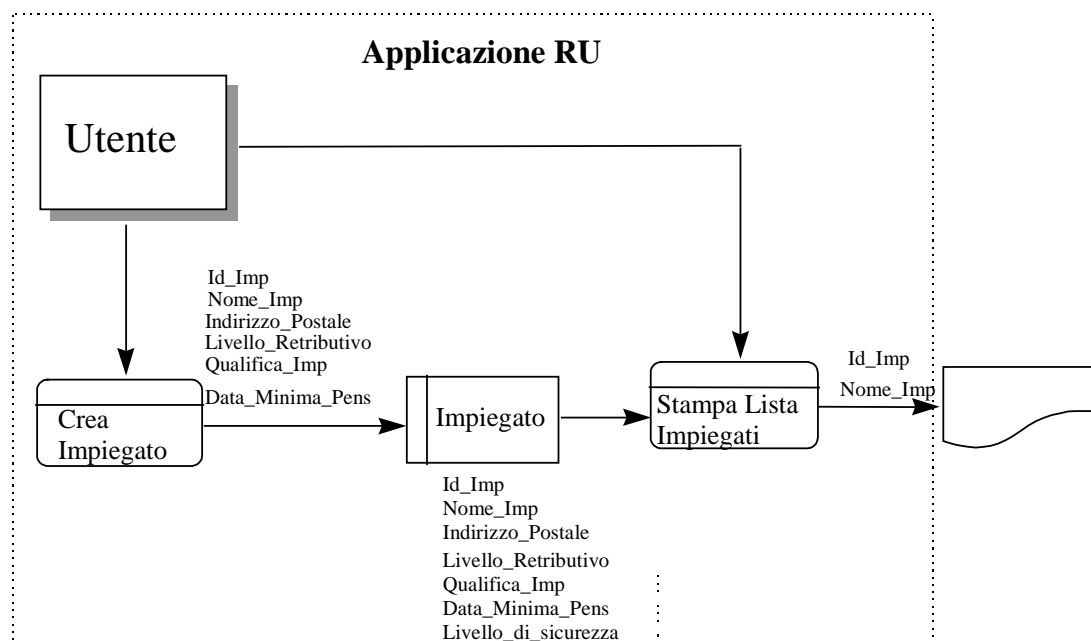 Applicazione RU
Utente
Id_Imp
Nome_Imp
Indirizzo_Postale
Livello_Retributivo
Qualifica_Imp
Data_Minima_Pens
Crea
Impiegato
Impiegato
Stampa Lista
Impiegati
Id_Imp
Nome_Imp
Id_Imp
Nome_Imp
Indirizzo_Postale
Livello_Retributivo
Qualifica_Imp
Data_Minima_Pens
Livello_di_sicurezza